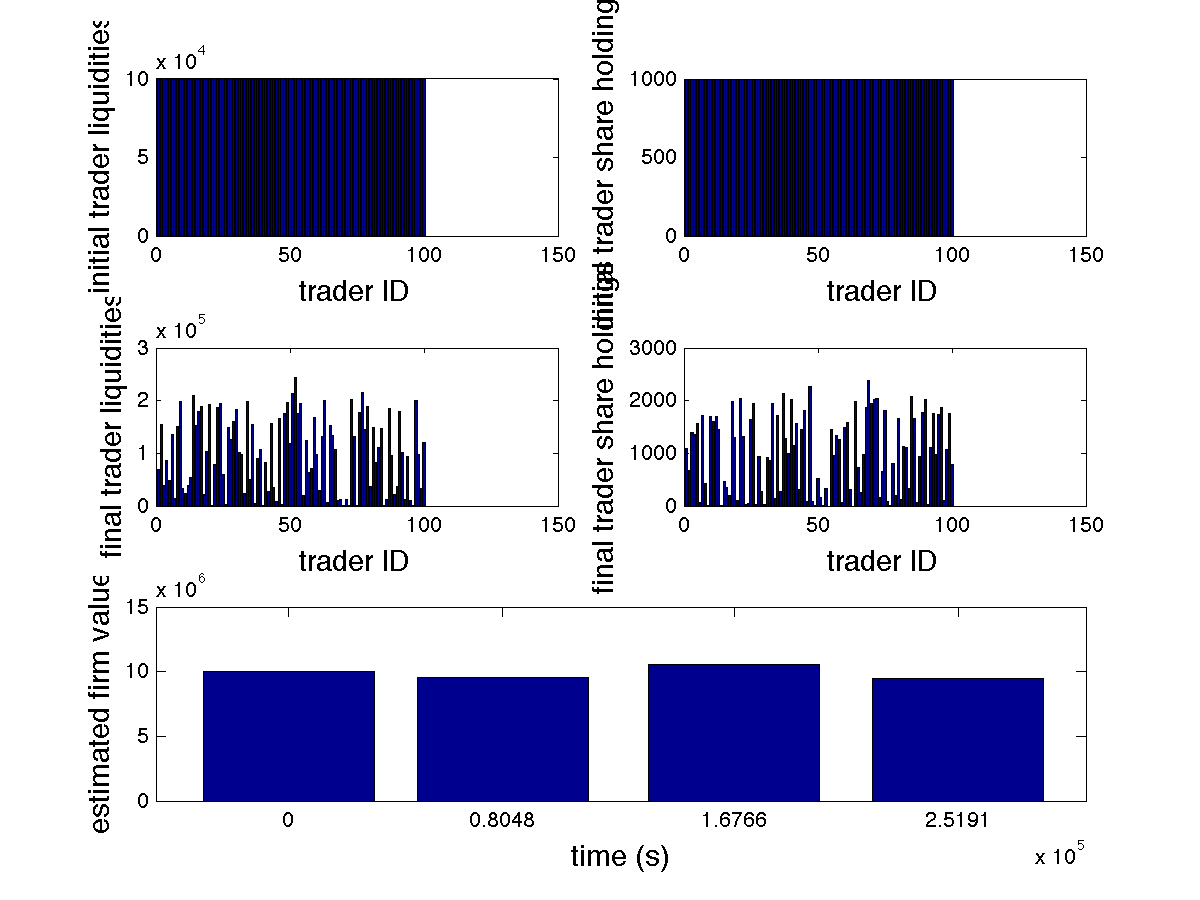 initial trader liquidities
x 10^4
10
5
0
0 50 100 150
trader ID
trader share holding
1000
500
0
0 50 100 150
trader ID
final trader liquidities
x 10^5
3
2
1
0
0 50 100 150
trader ID
final trader share holdings
3000
2000
1000
0
0 50 100 150
trader ID
estimated firm value
x 10^6
15
10
5
0
0 0.8048 1.6766 2.5191
time (s)
x 10^5